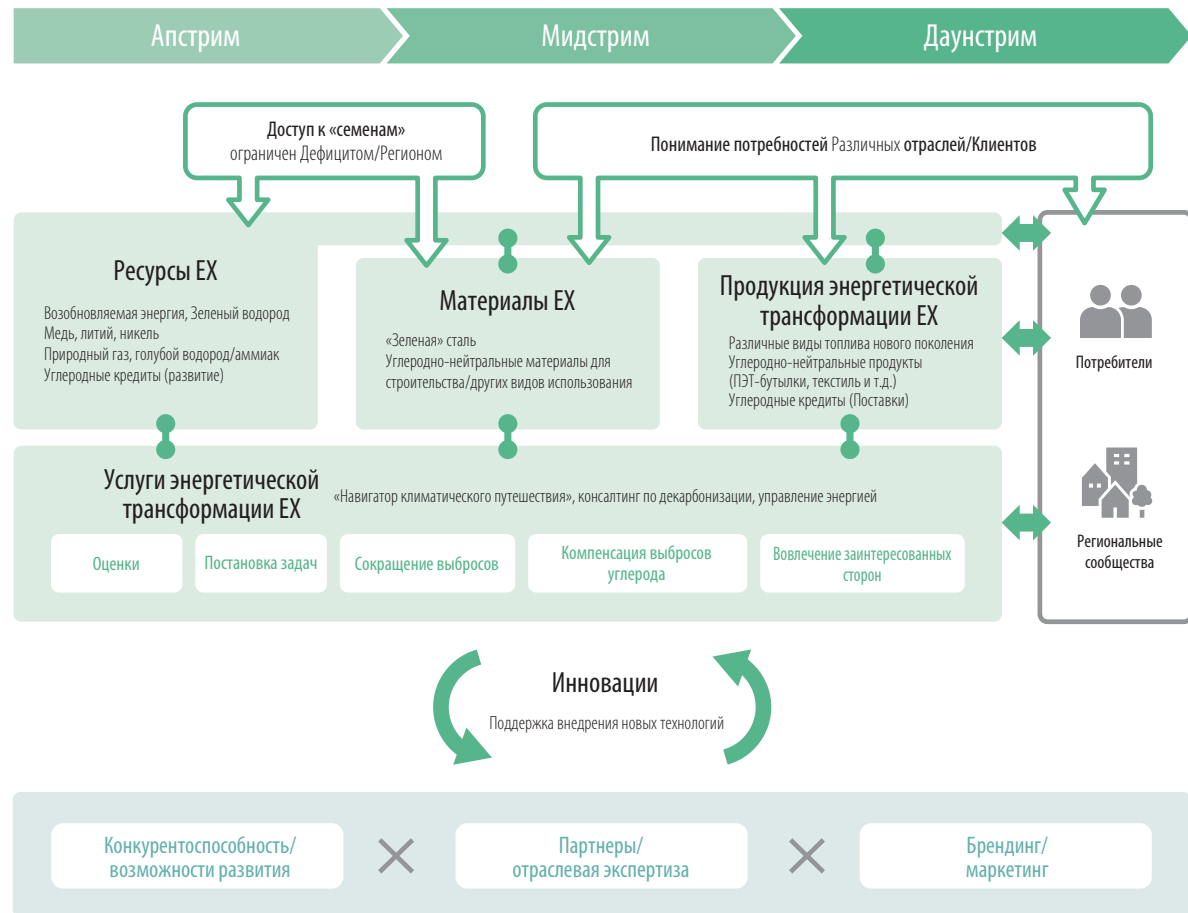 Апстрим
Мидстрим
Даунстрим
Доступ к «семенам»
ограничен Дефицитом/Регионом
Понимание потребностей Различных отраслей/Клиентов
Ресурсы EX
Возобновляемая энергия, Зеленый водород
Медь, литий, никель
Природный газ, голубой водород/аммиак
Углеродные кредиты (развитие)
Материалы EX
«Зеленая» сталь
Углеродно-нейтральные материалы для
строительства/других видов использования
Продукция энергетической
трансформации EX
Различные виды топлива нового поколения
Углеродно-нейтральные продукты
(ПЭТ-бутылки, текстиль и т.д.)
Углеродные кредиты (Поставки)
Потребители
Региональные
сообщества
Услуги энергетической
трансформации EX
«Навигатор климатического путешествия», консалтинг по декарбонизации, управление энергией
Оценки
Постановка задач
Сокращение выбросов
Компенсация выбросов
углерода
Вовлечение заинтересованных
сторон
Инновации
Поддержка внедрения новых технологий
Конкурентоспособность/
возможности развития
Партнеры/
отраслевая экспертиза
Брендинг/
маркетинг